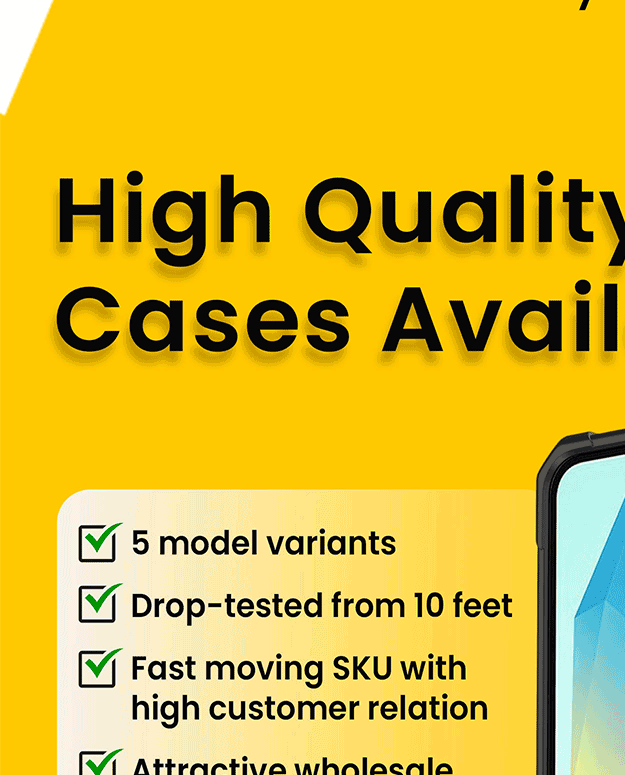 High Quality
Cases Avail
5 model variants
Drop-tested from 10 feet
Fast moving SKU with
high customer relation
Attractive wholesale